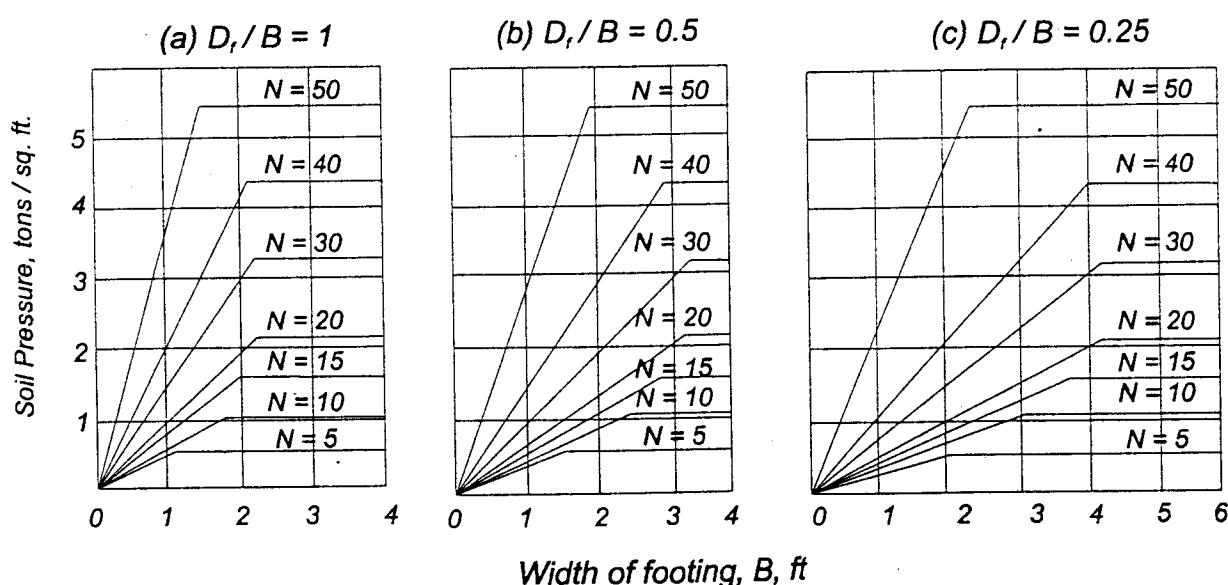 (a) D_f / B = 1
(b) D_f / B = 0.5
(c) D_f / B = 0.25
Soil Pressure, tons / sq. ft.
5
4
3
2
1
N = 50
N = 40
N = 30
N = 20
N = 15
N = 10
N = 5
0 1 2 3 4
N = 50
N = 40
N = 30
N = 20
N = 15
N = 10
N = 5
0 1 2 3 4
N = 50
N = 40
N = 30
N = 20
N = 15
N = 10
N = 5
0 1 2 3 4 5 6
Width of footing, B, ft